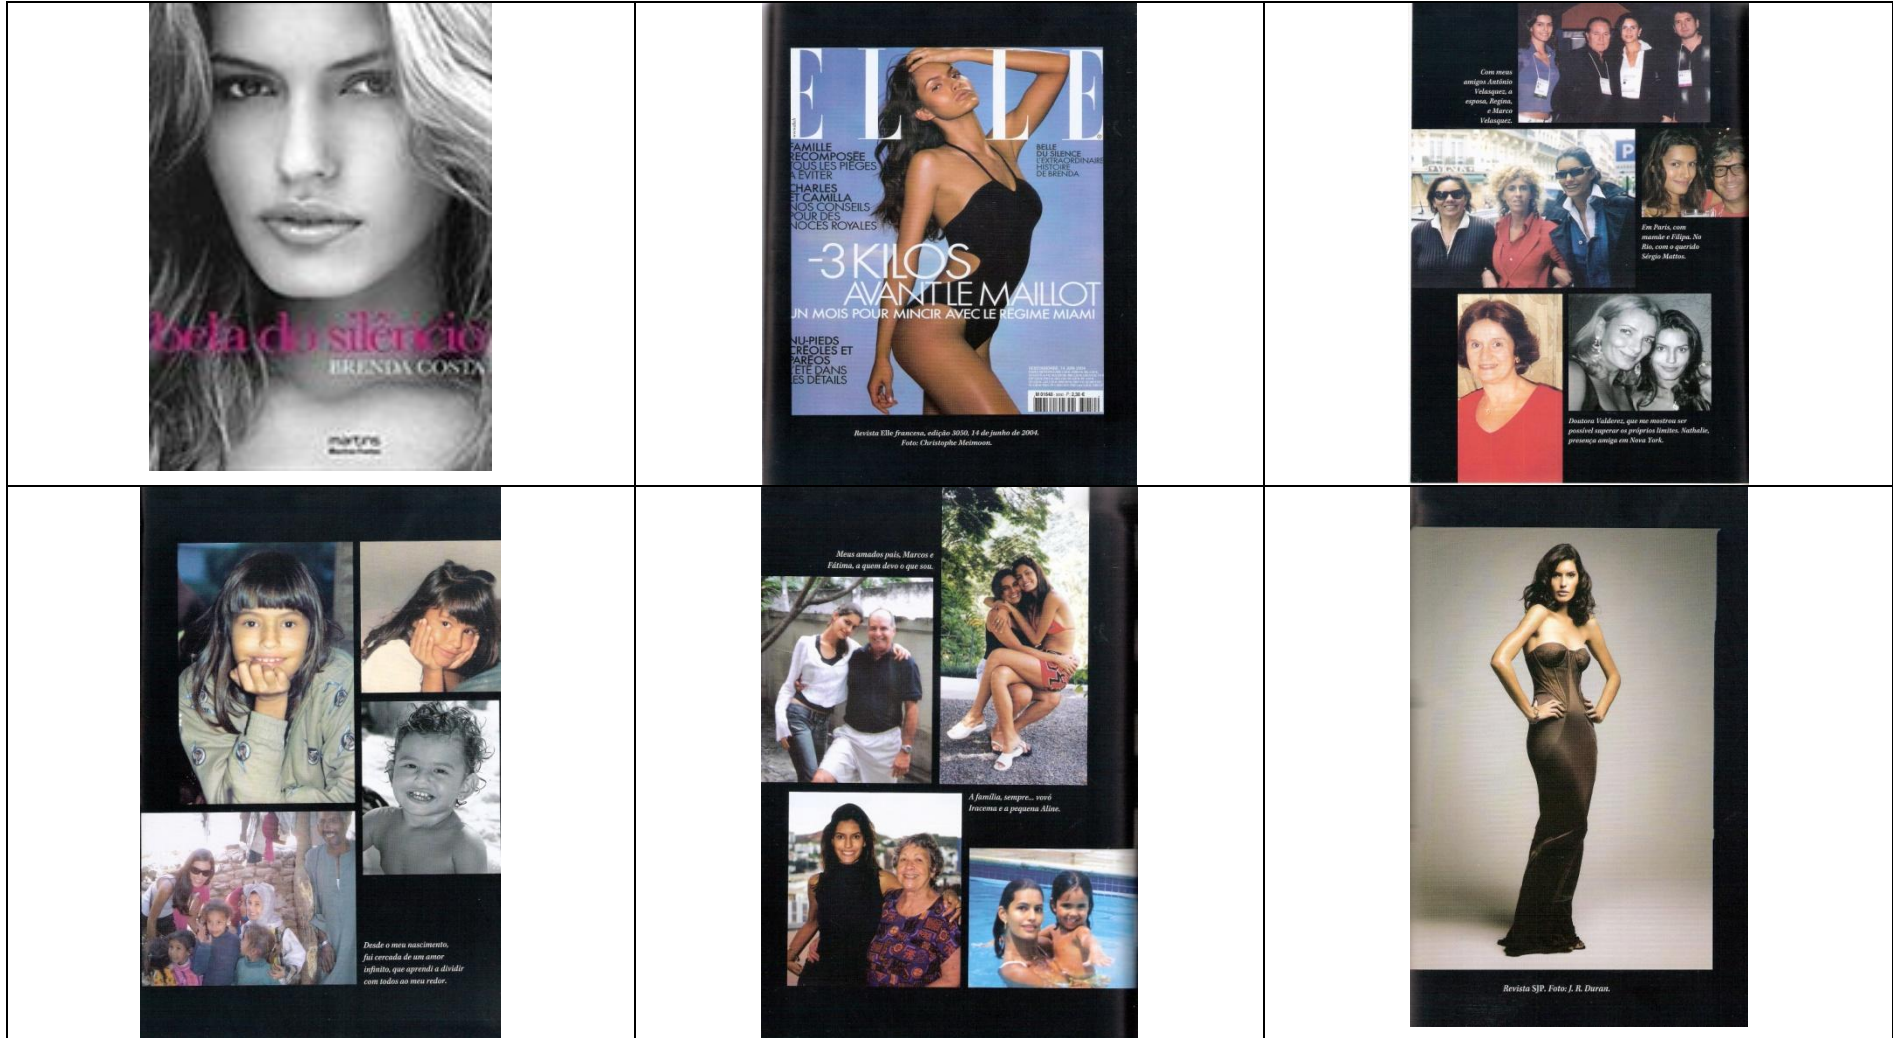 bela do silêncio
BRENDA COSTA
martins
ELLE
FAMILLE
RECOMPOSÉE
TOUS LES PIÈGES
À ÉVITER
CHARLES
ET CAMILLA
NOS CONSEILS
POUR DES
NOCES ROYALES
BELLE
DU SILENCE
L'EXTRAORDINAIRE
HISTOIRE
DE BRENDA
-3 KILOS
AVANT LE MAILLOT
UN MOIS POUR MINCIR AVEC LE RÉGIME MIAMI
NU-PIEDS
CRÉOLES ET
PARÉOS
L'ÉTÉ DANS
LES DÉTAILS
Revista Elle francesa, edição 3050, 14 de junho de 2004.
Foto: Christophe Meimoon.
Com meus
amigos Antônio
Velasquez, a
esposa, Regina,
e Marco
Velasquez.
P
Em Paris, com
mamãe e Filipa. No
Rio, com o querido
Sérgio Mattos.
Doutora Valderez, que me mostrou ser
possível superar os próprios limites. Nathalie,
presença amiga em Nova York.
Desde o meu nascimento,
fui cercada de um amor
infinito, que aprendi a dividir
com todos ao meu redor.
Meus amados pais, Marcos e
Fátima, a quem devo o que sou.
A família, sempre... vovó
Iracema e a pequena Aline.
Revista SJP. Foto: J. R. Duran.